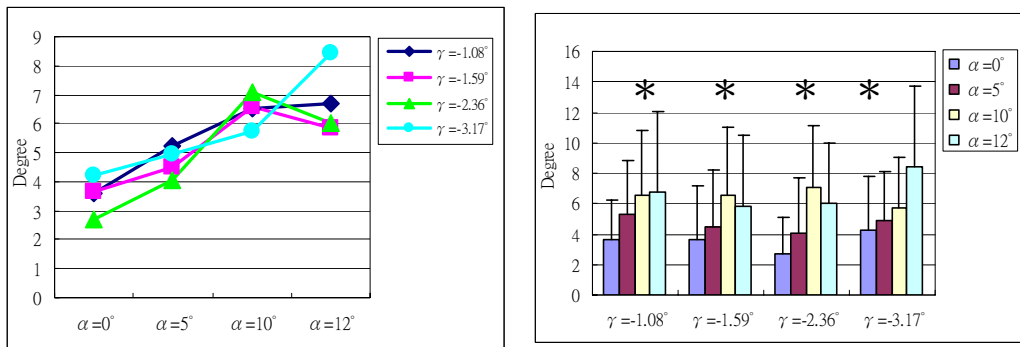 9
8
7
6
5
4
3
2
1
0
Degree
α=0° α=5° α=10° α=12°
γ=-1.08°
γ=-1.59°
γ=-2.36°
γ=-3.17°
16
14
12
10
8
6
4
2
0
Degree
* * * *
γ=-1.08° γ=-1.59° γ=-2.36° γ=-3.17°
α=0°
α=5°
α=10°
α=12°